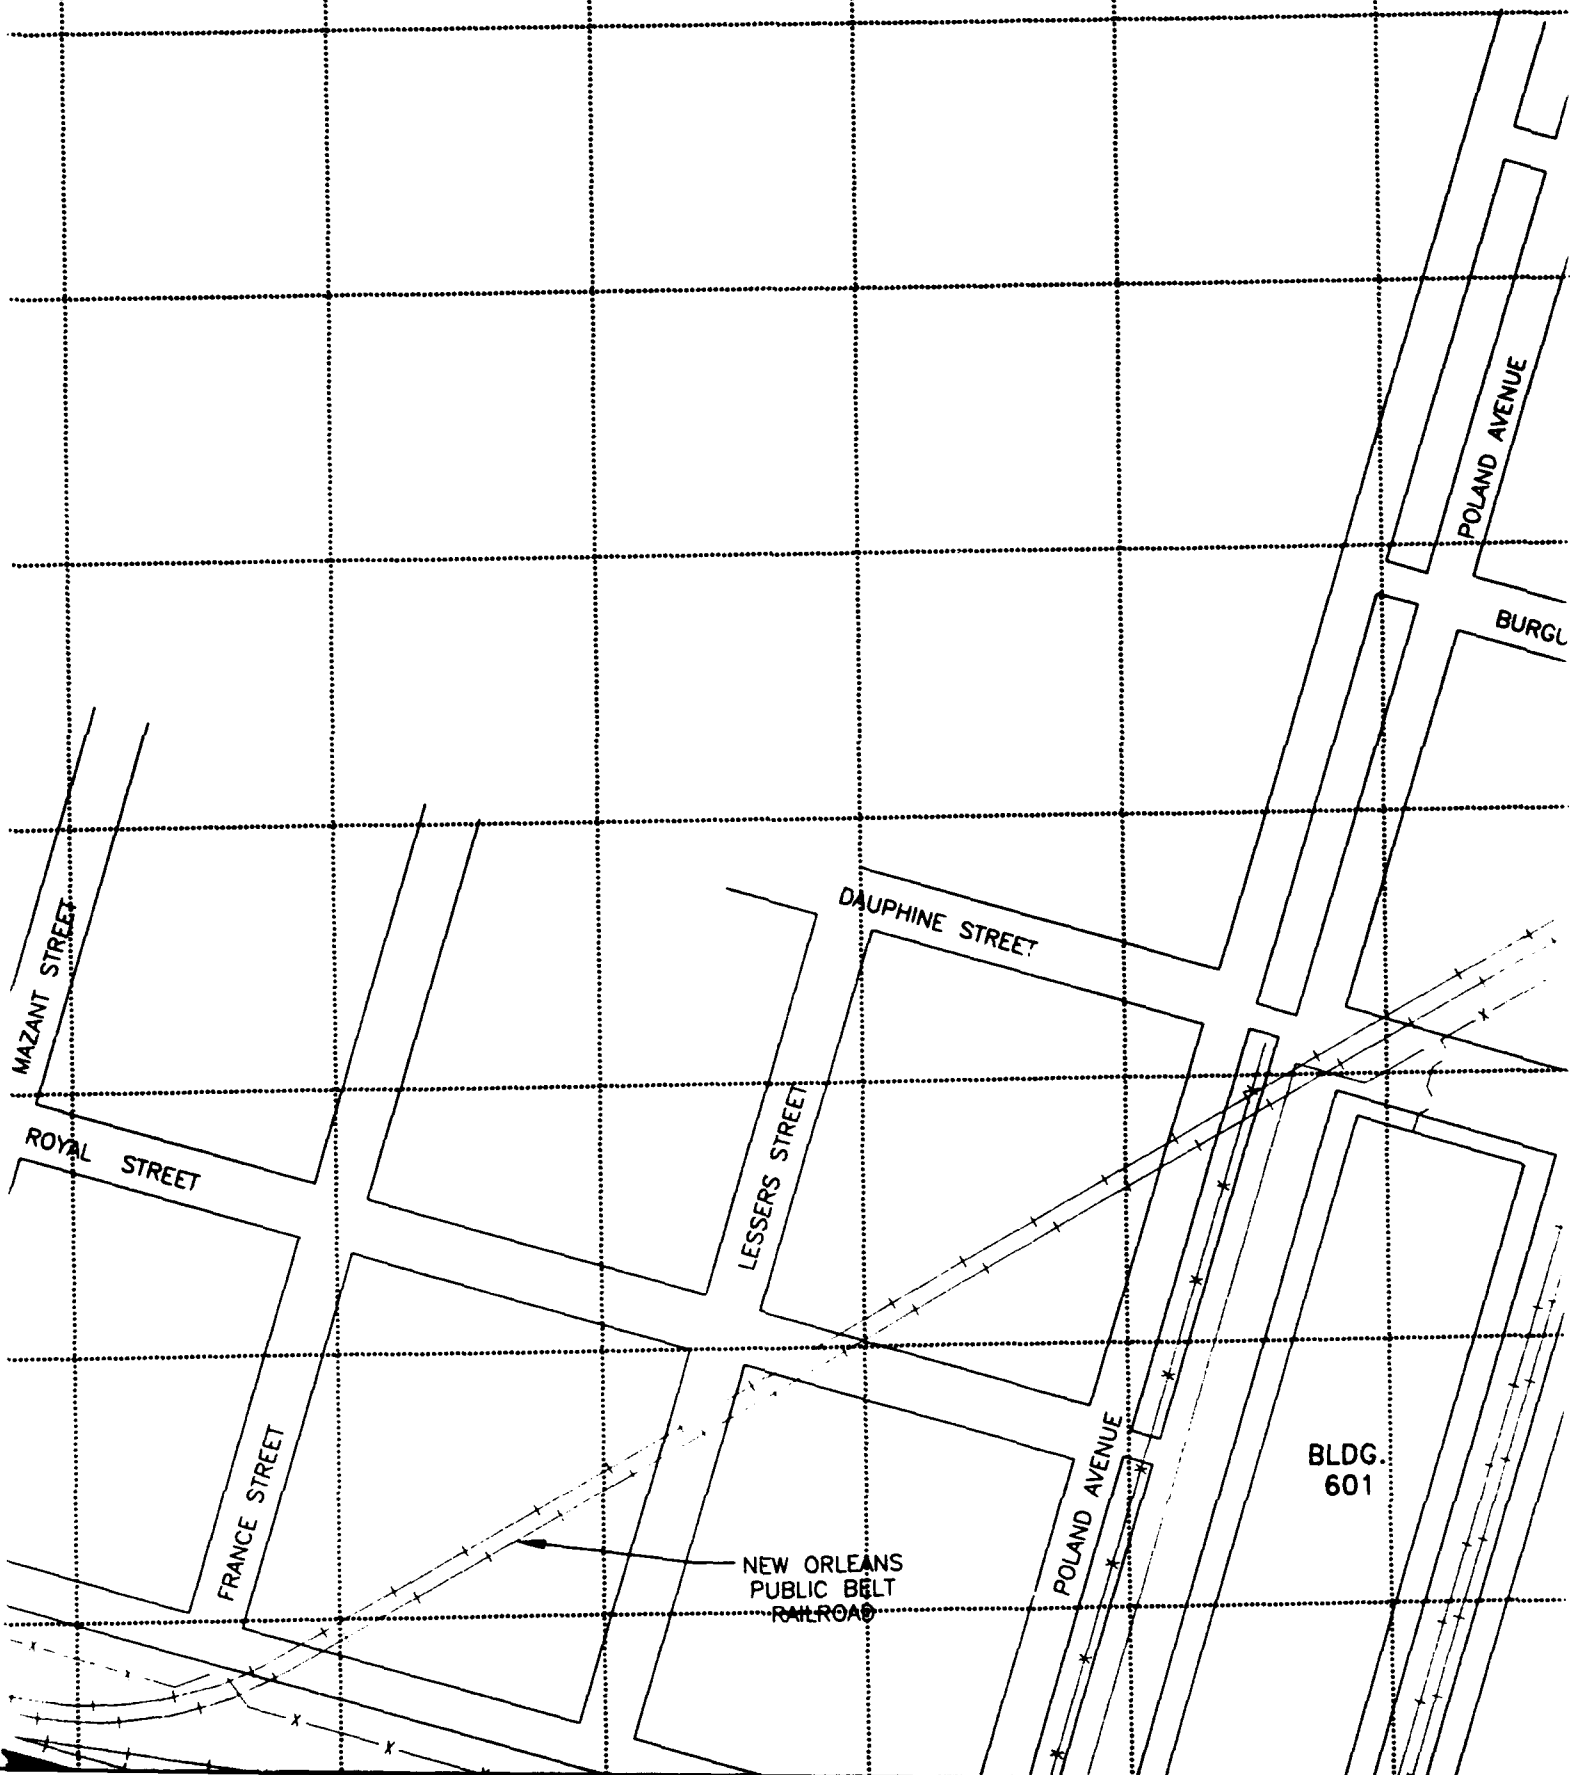 POLAND AVENUE
BURGU
MAZANT STREET
DAUPHINE STREET
ROYAL STREET
LESSERS STREET
FRANCE STREET
POLAND AVENUE
BLDG.
601
NEW ORLEANS
PUBLIC BELT
RAILROAD